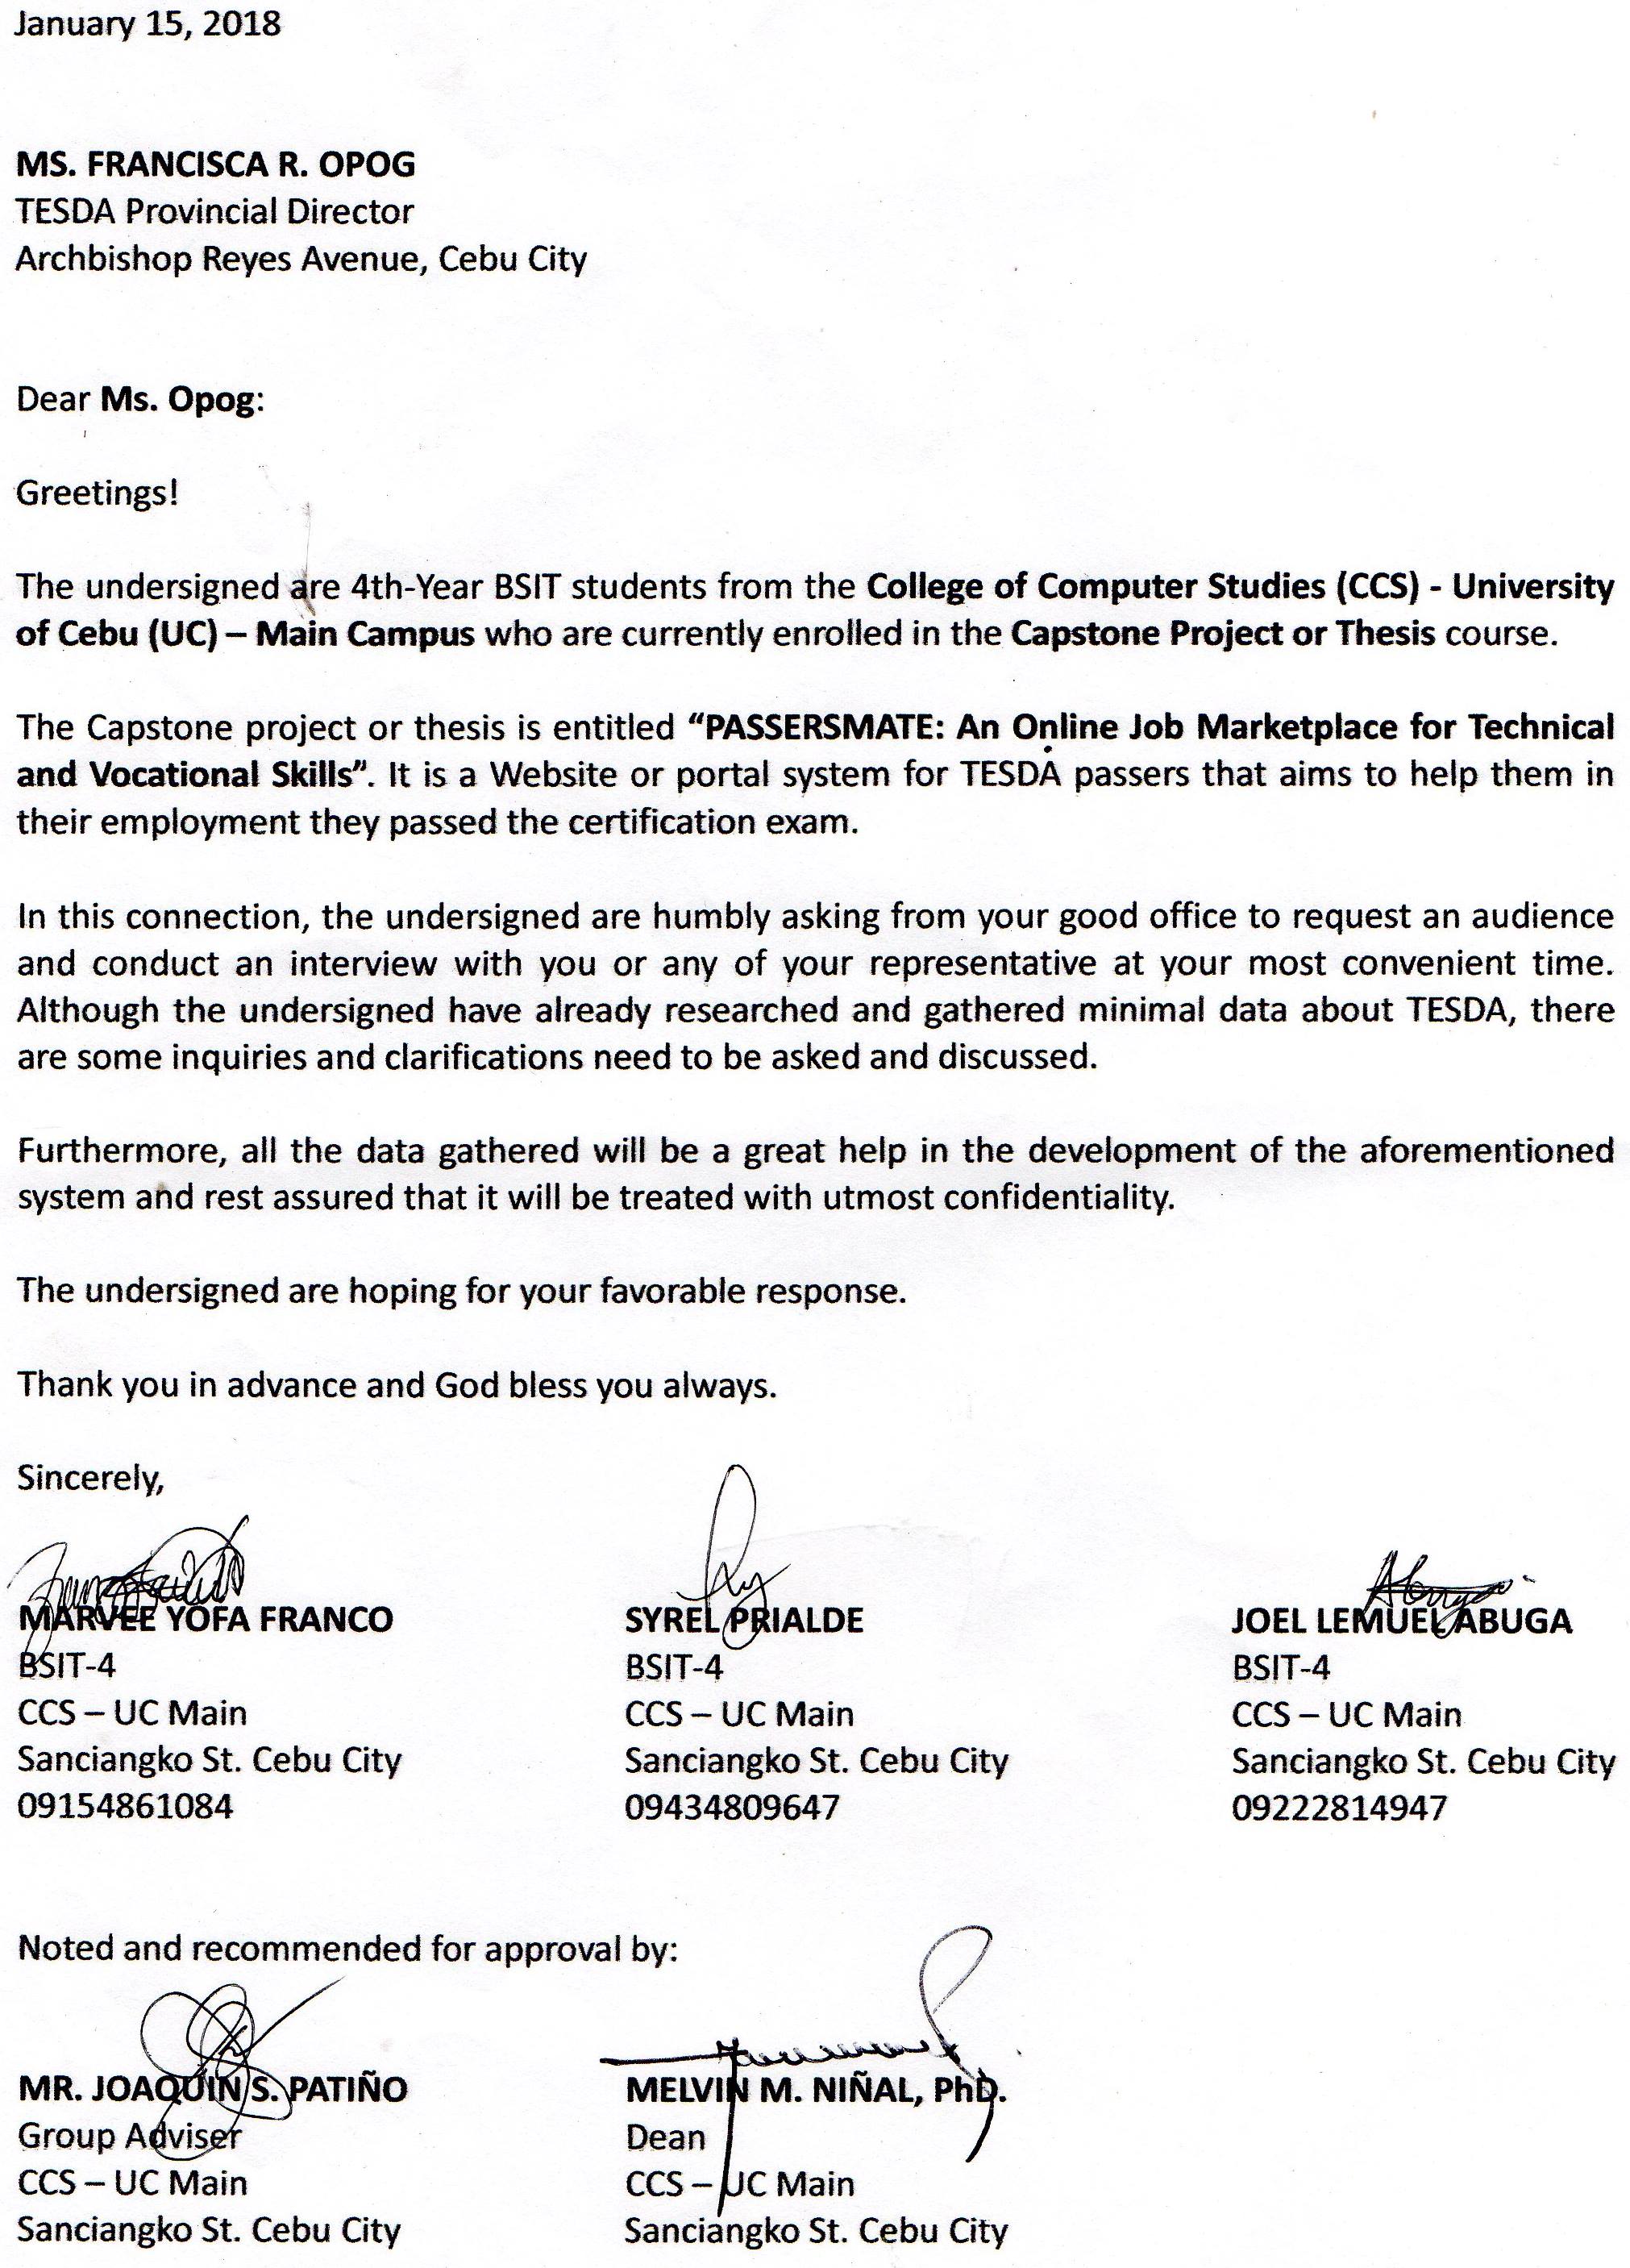 January 15, 2018
MS. FRANCISCA R. OPOG
TESDA Provincial Director
Archbishop Reyes Avenue, Cebu City
Dear Ms. Opog:
Greetings!
The undersigned are 4th-Year BSIT students from the College of Computer Studies (CCS) - University
of Cebu (UC) – Main Campus who are currently enrolled in the Capstone Project or Thesis course.
The Capstone project or thesis is entitled “PASSERSMATE: An Online Job Marketplace for Technical
and Vocational Skills”. It is a Website or portal system for TESDA passers that aims to help them in
their employment they passed the certification exam.
In this connection, the undersigned are humbly asking from your good office to request an audience
and conduct an interview with you or any of your representative at your most convenient time.
Although the undersigned have already researched and gathered minimal data about TESDA, there
are some inquiries and clarifications need to be asked and discussed.
Furthermore, all the data gathered will be a great help in the development of the aforementioned
system and rest assured that it will be treated with utmost confidentiality.
The undersigned are hoping for your favorable response.
Thank you in advance and God bless you always.
Sincerely,
MARVEE YOFA FRANCO
BSIT-4
CCS – UC Main
Sanciangko St. Cebu City
09154861084
SYREL PRIALDE
BSIT-4
CCS – UC Main
Sanciangko St. Cebu City
09434809647
JOEL LEMUEL ABUGA
BSIT-4
CCS – UC Main
Sanciangko St. Cebu City
09222814947
Noted and recommended for approval by:
MR. JOAQUIN S. PATIÑO
Group Adviser
CCS – UC Main
Sanciangko St. Cebu City
MELVIN M. NIÑAL, PhD.
Dean
CCS – UC Main
Sanciangko St. Cebu City